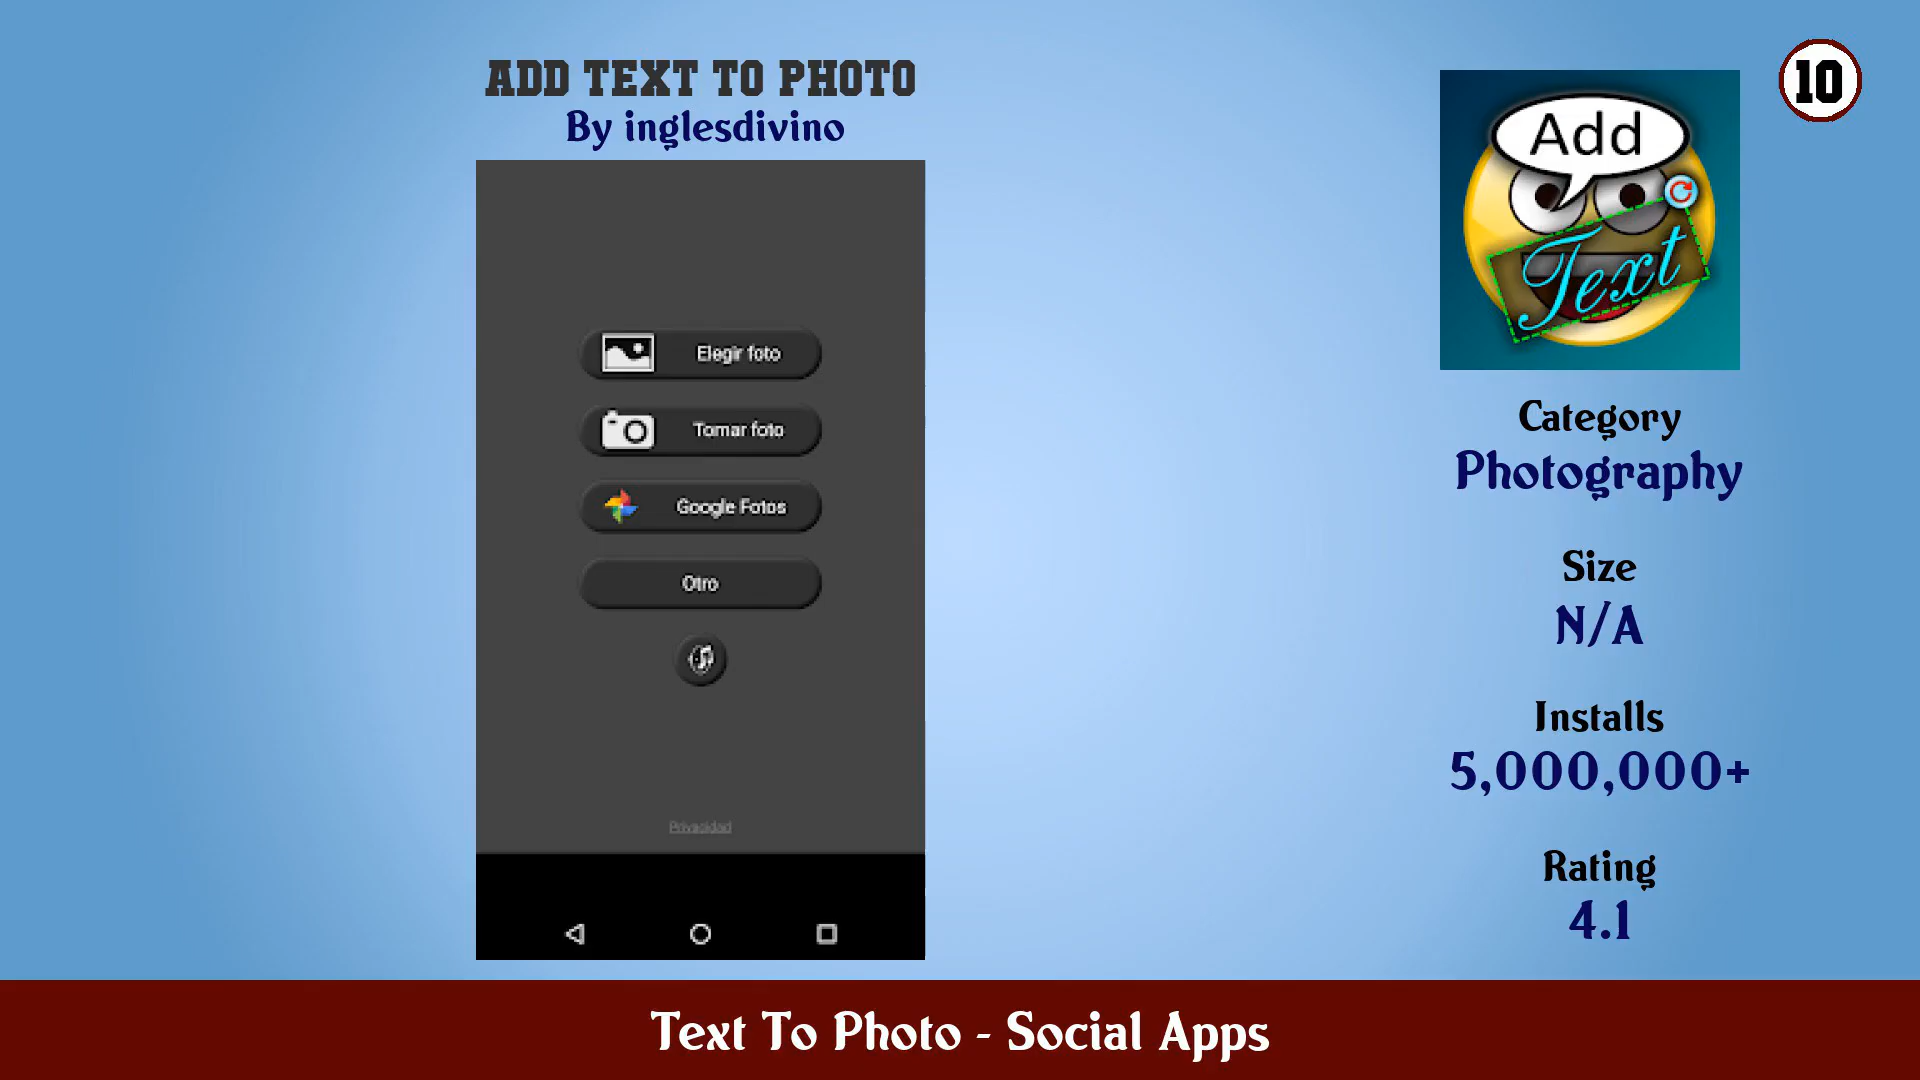 ADD TEXT TO PHOTO
By inglesdivino
10
Add
Text
Elegir foto
Tomar foto
Google Fotos
Otro
Privacidad
Category
Photography
Size
N/A
Installs
5,000,000+
Rating
4.1
Text To Photo - Social Apps